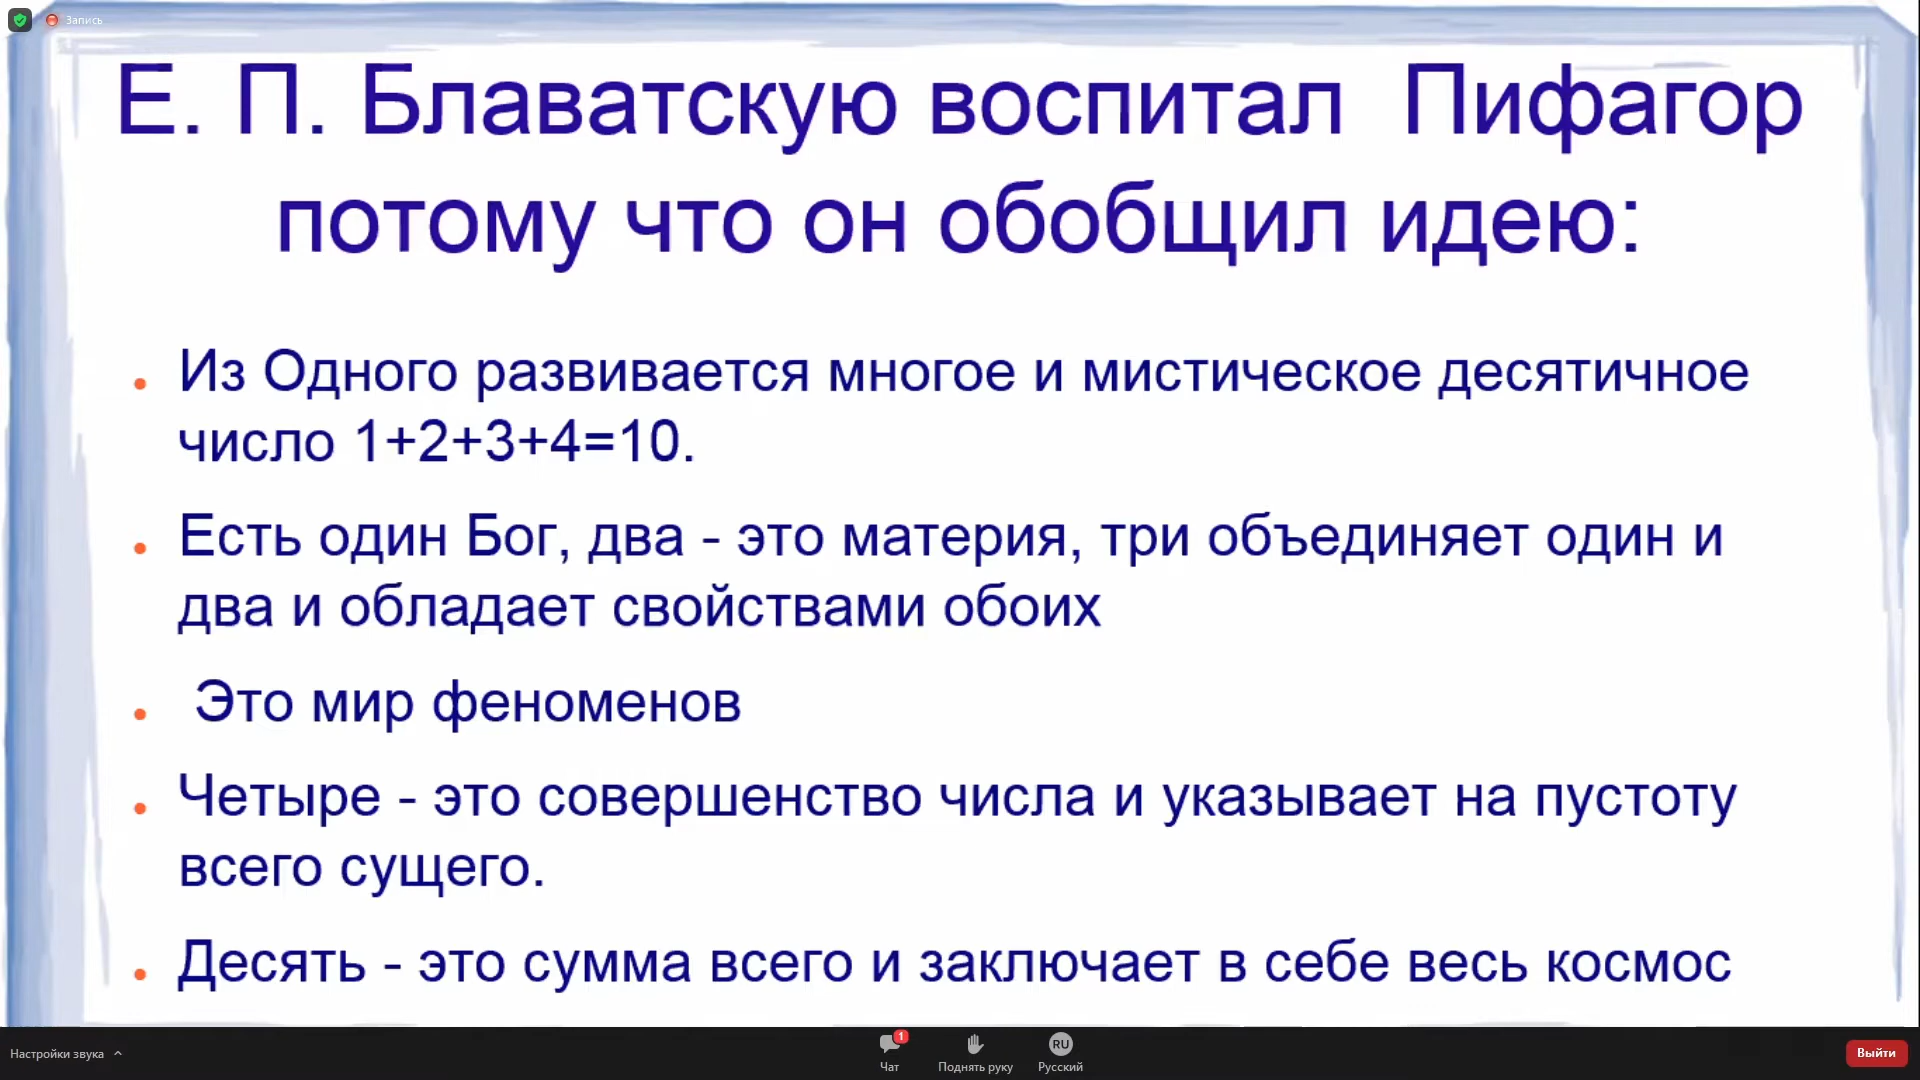 Запись
Е. П. Блаватскую воспитал Пифагор
потому что он обобщил идею:
Из Одного развивается многое и мистическое десятичное
число 1+2+3+4=10.
Есть один Бог, два - это материя, три объединяет один и
два и обладает свойствами обоих
Это мир феноменов
Четыре - это совершенство числа и указывает на пустоту
всего сущего.
Десять - это сумма всего и заключает в себе весь космос
Настройки звука
1
Чат
Поднять руку
RU
Русский
Выйти